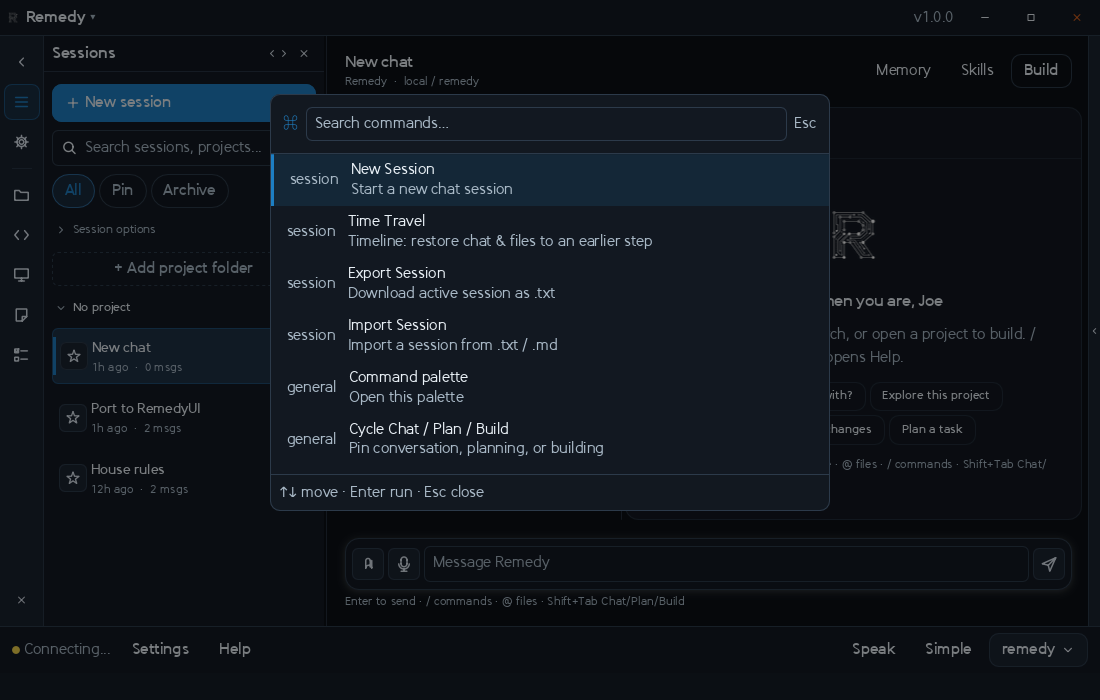 Remedy
v1.0.0
Sessions
New session
Search sessions, projects...
All
Pin
Archive
Session options
+ Add project folder
No project
New chat
1h ago · 0 msgs
Port to RemedyUI
1h ago · 2 msgs
House rules
12h ago · 2 msgs
New chat
Remedy · local / remedy
Memory
Skills
Build
Search commands...
Esc
session
New Session
Start a new chat session
session
Time Travel
Timeline: restore chat & files to an earlier step
session
Export Session
Download active session as .txt
session
Import Session
Import a session from .txt / .md
general
Command palette
Open this palette
general
Cycle Chat / Plan / Build
Pin conversation, planning, or building
↑↓ move · Enter run · Esc close
you are, Joe
or open a project to build. /
opens Help.
Explore this project
Plan a task
· @ files · / commands · Shift+Tab Chat/
Message Remedy
Enter to send · / commands · @ files · Shift+Tab Chat/Plan/Build
Connecting...
Settings
Help
Speak
Simple
remedy